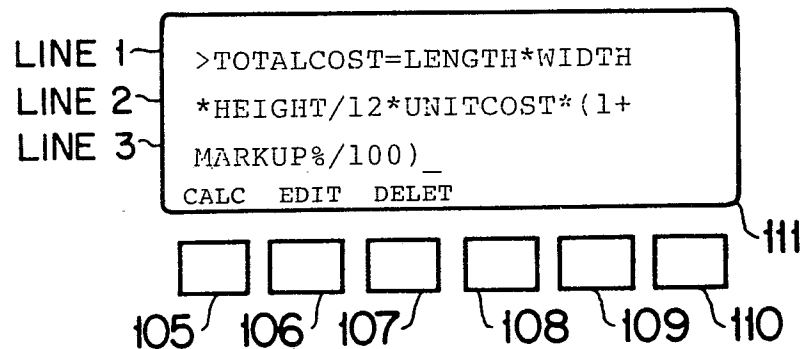 LINE 1 >TOTALCOST=LENGTH*WIDTH
LINE 2 *HEIGHT/12*UNITCOST*(1+
LINE 3 MARKUP%/100)_
CALC EDIT DELET
111
105 106 107 108 109 110